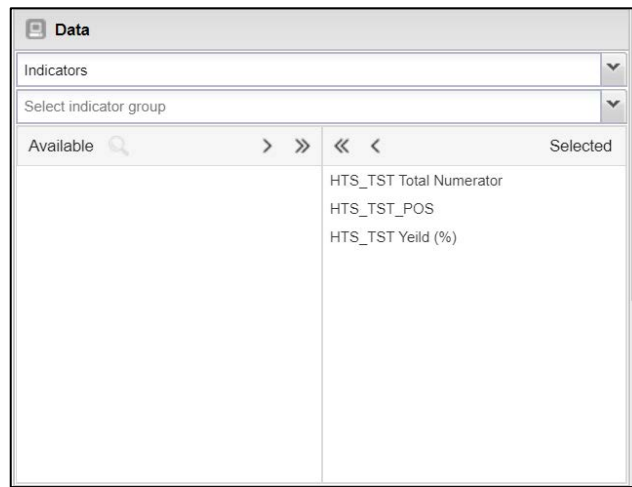 Data
Indicators
Select indicator group
Available Selected
HTS_TST Total Numerator
HTS_TST_POS
HTS_TST Yeild (%)